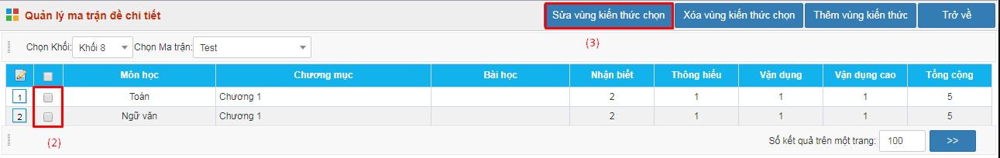 Quản lý ma trận đề chi tiết Sửa vùng kiến thức chọn Xóa vùng kiến thức chọn Thêm vùng kiến thức Trở về
(3)
Chọn Khối: Khối 8 Chọn Ma trận: Test
Môn học Chương mục Bài học Nhận biết Thông hiểu Vận dụng Vận dụng cao Tổng cộng
1 Toán Chương 1 2 1 1 1 5
2 Ngữ văn Chương 1 2 1 1 1 5
(2)
Số kết quả trên một trang: 100 >>